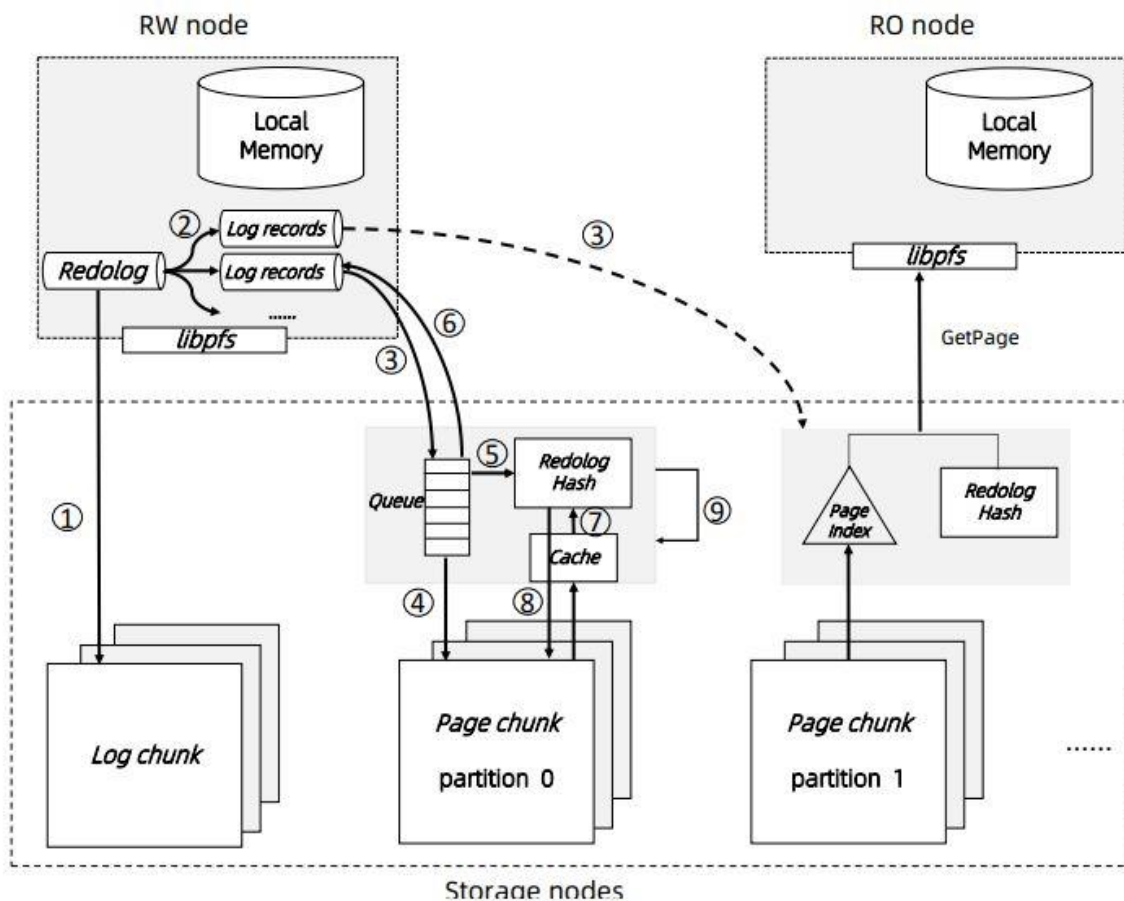 RW node
RO node
Local
Memory
Local
Memory
②
Log records
③
Redolog
Log records
libpfs
......
libpfs
⑥
③
GetPage
⑤
Redolog
Hash
Queue
①
⑦
⑨
Page
Index
Redolog
Hash
Cache
④
⑧
Log chunk
Page chunk
partition 0
Page chunk
partition 1
......
Storage nodes